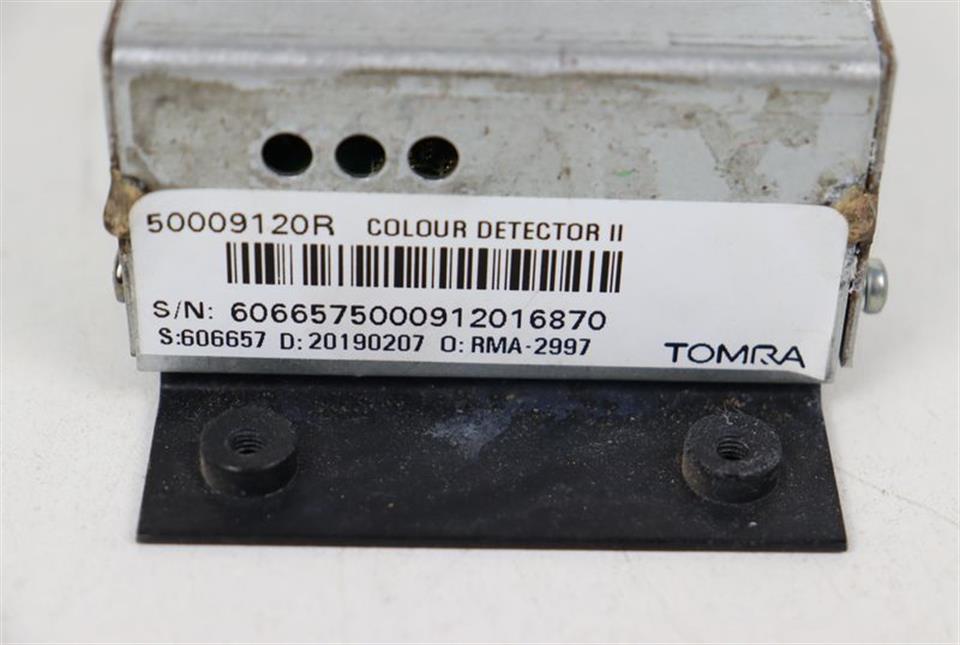 50009120R COLOUR DETECTOR II
S/N: 6066575000912016870
S:606657 D: 20190207 O: RMA-2997
TOMRA